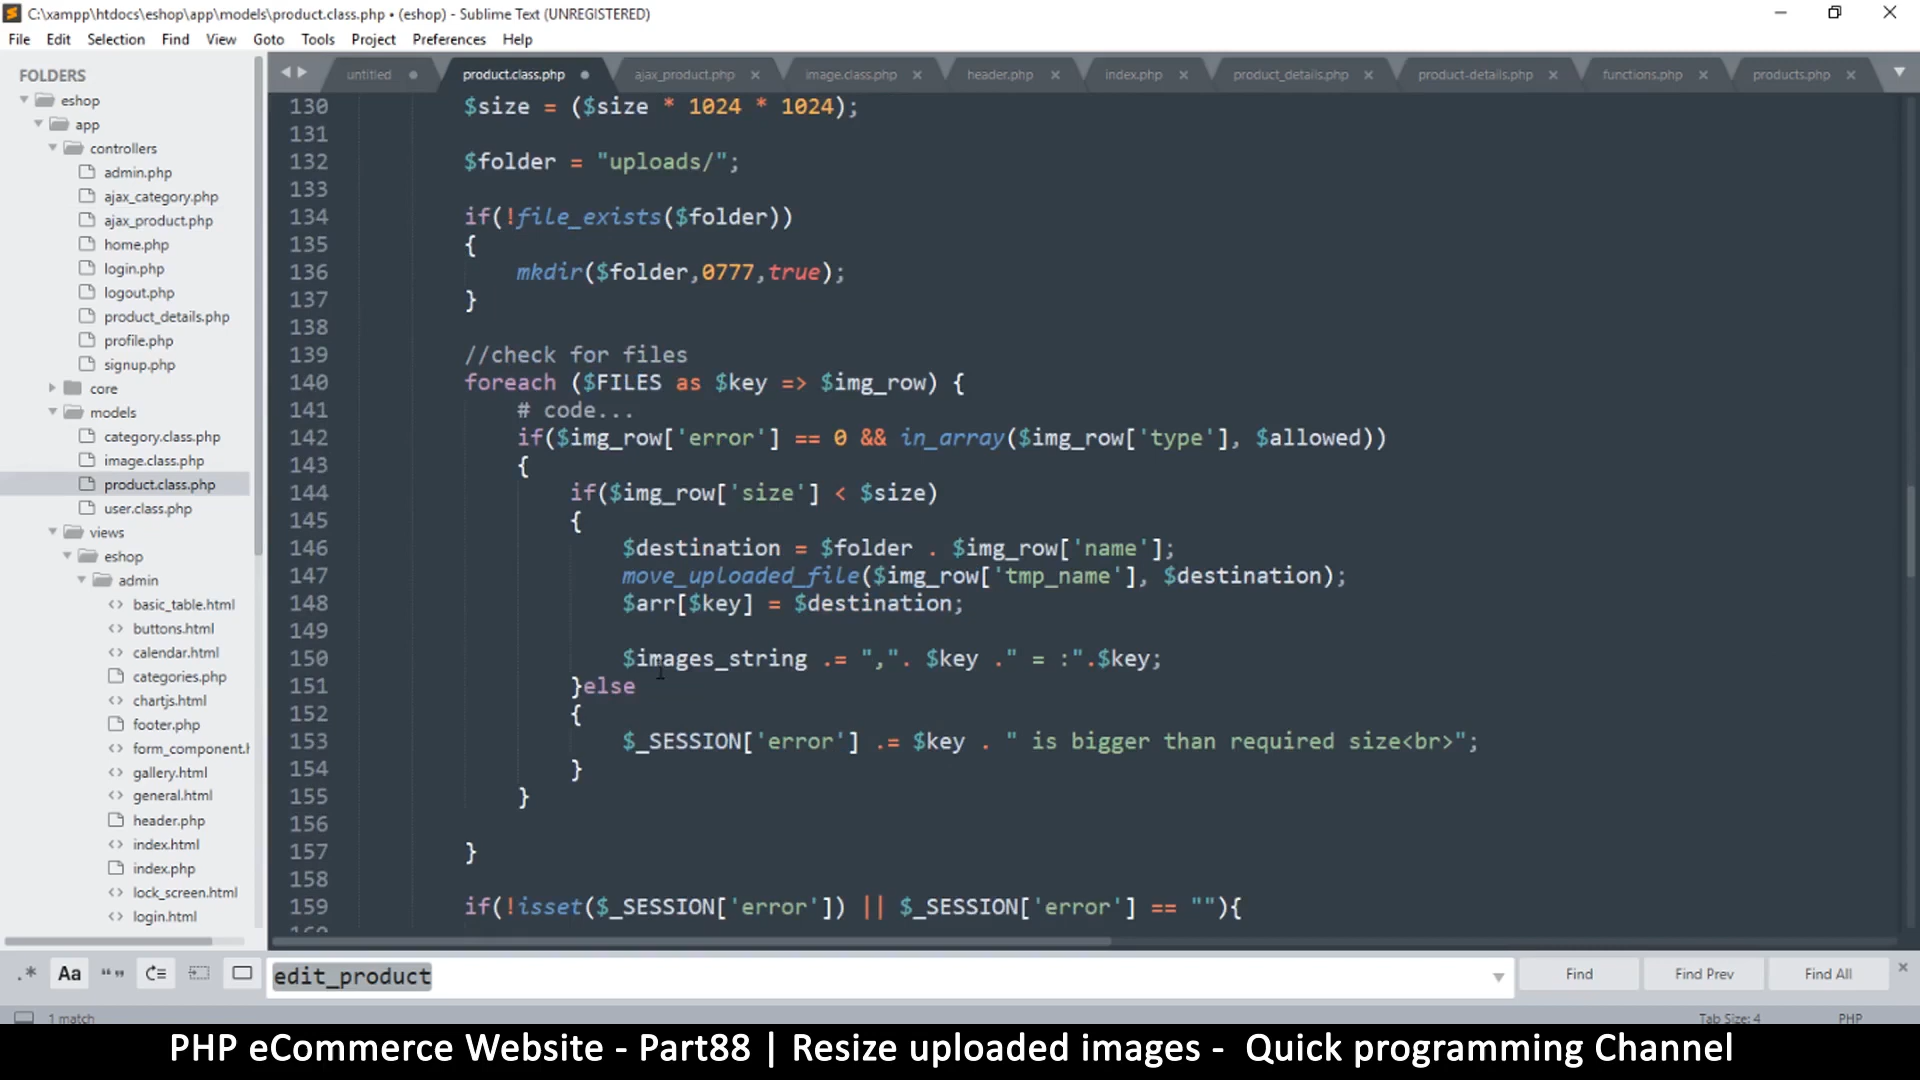 C:\xampp\htdocs\eshop\app\models\product.class.php • (eshop) - Sublime Text (UNREGISTERED)
File Edit Selection Find View Goto Tools Project Preferences Help
FOLDERS
eshop
app
controllers
admin.php
ajax_category.php
ajax_product.php
home.php
login.php
logout.php
product_details.php
profile.php
signup.php
core
models
category.class.php
image.class.php
product.class.php
user.class.php
views
eshop
admin
basic_table.html
buttons.html
calendar.html
categories.php
chartjs.html
footer.php
form_component.h
gallery.html
general.html
header.php
index.html
index.php
lock_screen.html
login.html
untitled product.class.php ajax_product.php image.class.php header.php index.php product_details.php product-details.php functions.php products.php
130 $size = ($size * 1024 * 1024);
131
132 $folder = "uploads/";
133
134 if(!file_exists($folder))
135 {
136 mkdir($folder,0777,true);
137 }
138
139 //check for files
140 foreach ($FILES as $key => $img_row) {
141 # code...
142 if($img_row['error'] == 0 && in_array($img_row['type'], $allowed))
143 {
144 if($img_row['size'] < $size)
145 {
146 $destination = $folder . $img_row['name'];
147 move_uploaded_file($img_row['tmp_name'], $destination);
148 $arr[$key] = $destination;
149
150 $images_string .= ",". $key ." = :".$key;
151 }else
152 {
153 $_SESSION['error'] .= $key . " is bigger than required size<br>";
154 }
155 }
156
157 }
158
159 if(!isset($_SESSION['error']) || $_SESSION['error'] == ""){
.* Aa “” edit_product Find Find Prev Find All
1 match Tab Size: 4 PHP
PHP eCommerce Website - Part88 | Resize uploaded images - Quick programming Channel